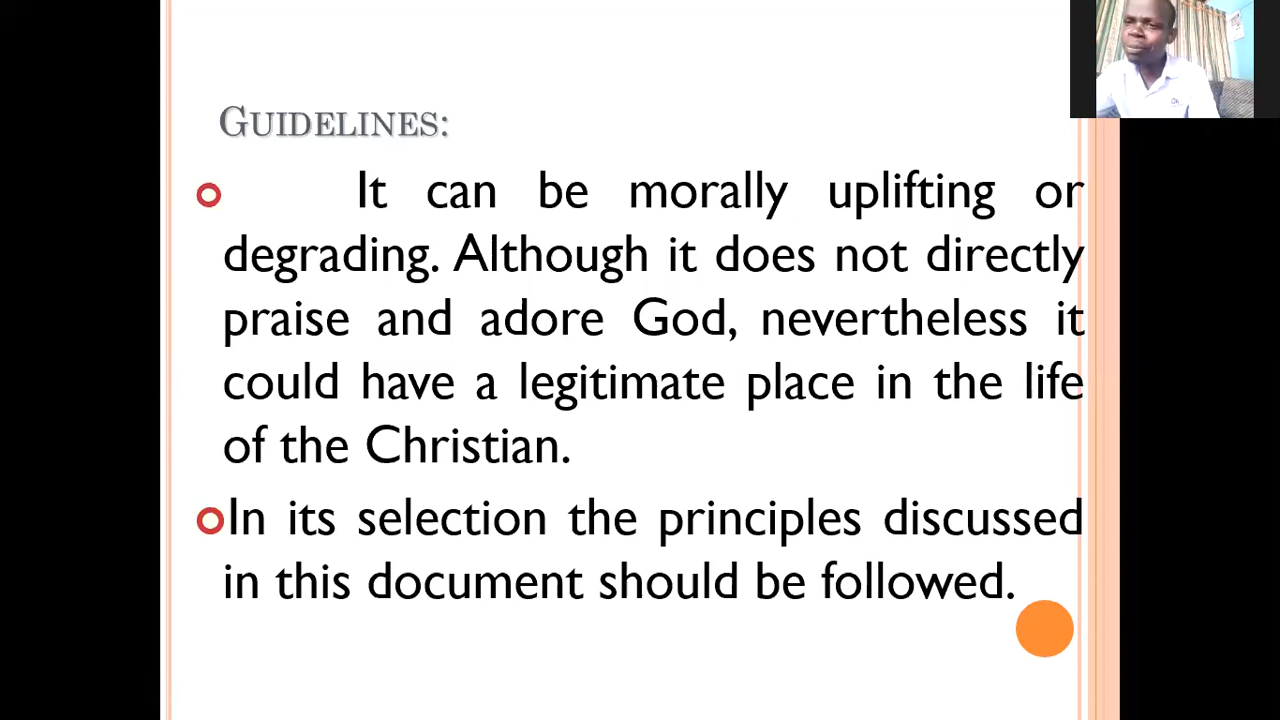 GUIDELINES:
It can be morally uplifting or
degrading. Although it does not directly
praise and adore God, nevertheless it
could have a legitimate place in the life
of the Christian.
In its selection the principles discussed
in this document should be followed.